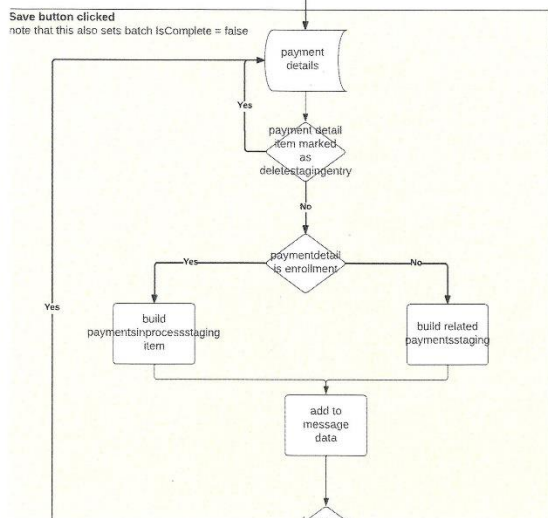 Save button clicked
note that this also sets batch IsComplete = false
payment
details
Yes
payment detail
item marked
as
deletestagingentry
No
paymentdetail
is enrollment
Yes
No
Yes
build
paymentsinprocessstaging
item
build related
paymentsstaging
add to
message
data